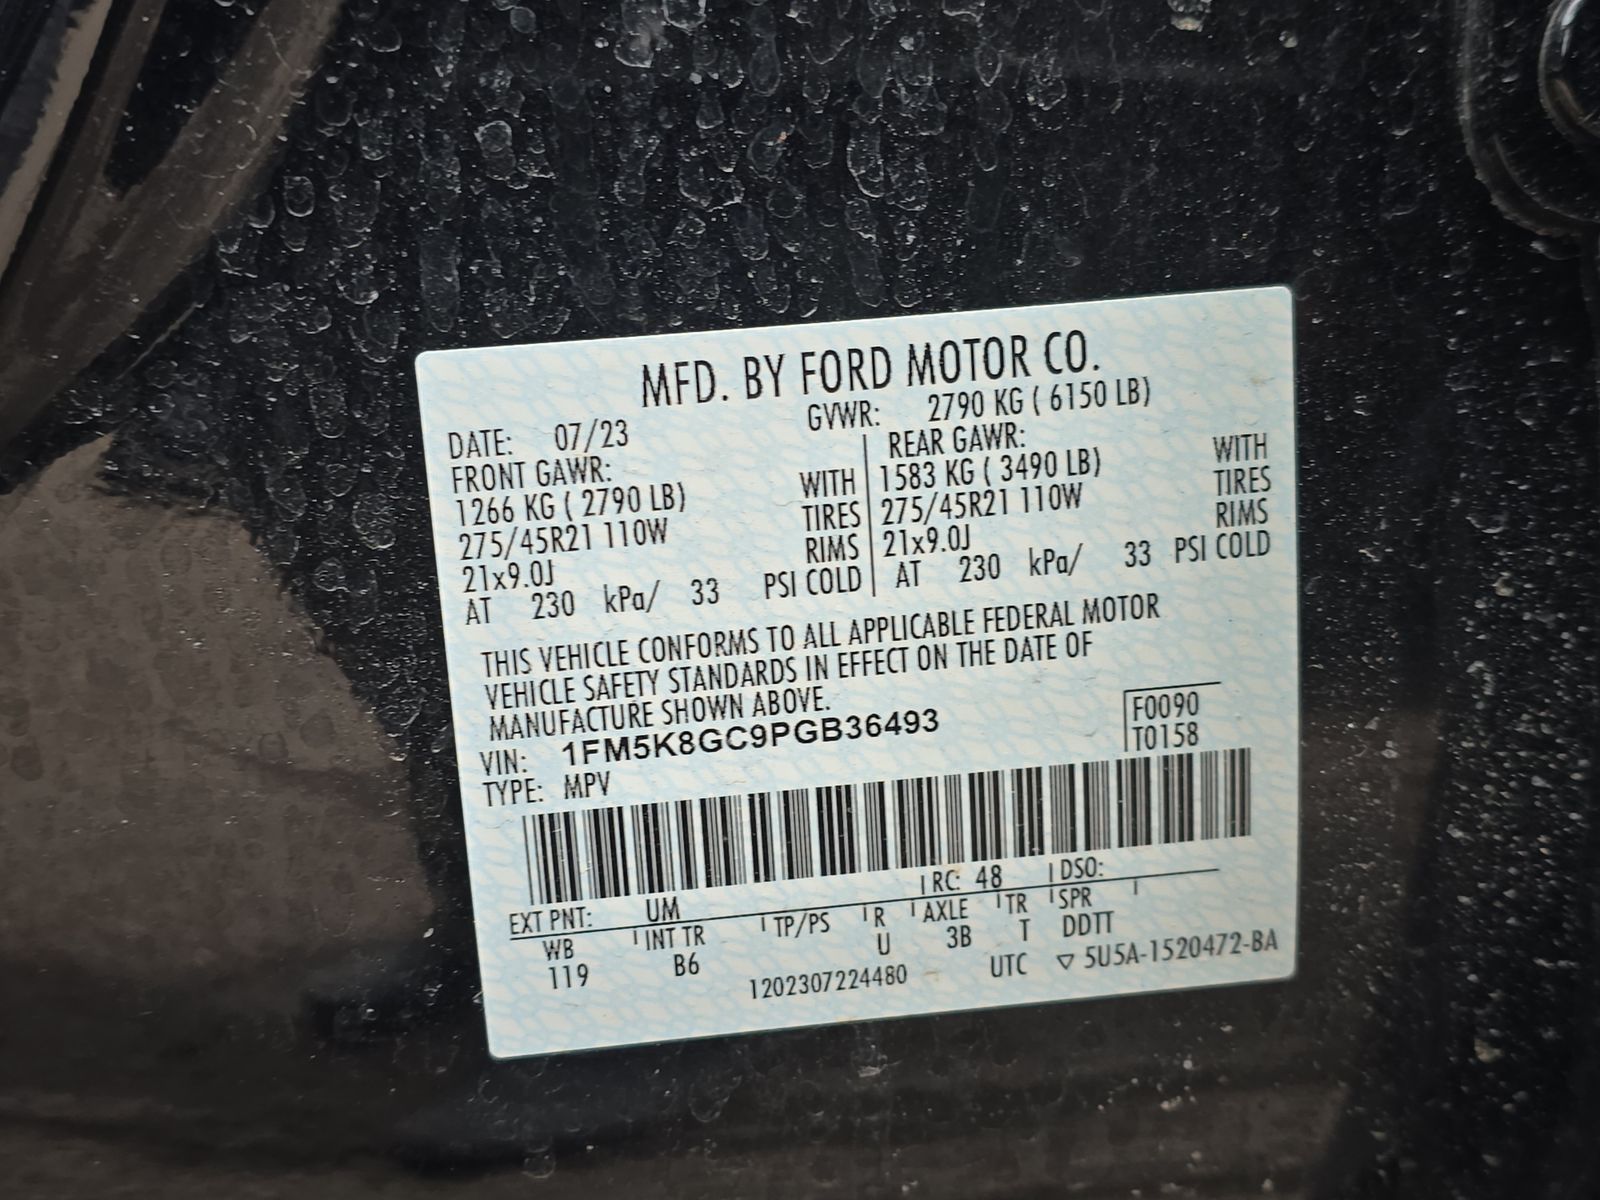 MFD. BY FORD MOTOR CO.
DATE: 07/23 GVWR: 2790 KG ( 6150 LB)
FRONT GAWR: REAR GAWR:
1266 KG ( 2790 LB) WITH 1583 KG ( 3490 LB) WITH
275/45R21 110W TIRES 275/45R21 110W TIRES
21x9.0J RIMS 21x9.0J RIMS
AT 230 kPa/ 33 PSI COLD AT 230 kPa/ 33 PSI COLD
THIS VEHICLE CONFORMS TO ALL APPLICABLE FEDERAL MOTOR
VEHICLE SAFETY STANDARDS IN EFFECT ON THE DATE OF
MANUFACTURE SHOWN ABOVE.
VIN: 1FM5K8GC9PGB36493 F0090
TYPE: MPV T0158
EXT PNT: UM RC: 48 DSO:
WB INT TR TP/PS R AXLE TR SPR
119 B6 U 3B T DDTT
1202307224480 UTC ▽ 5U5A-1520472-BA